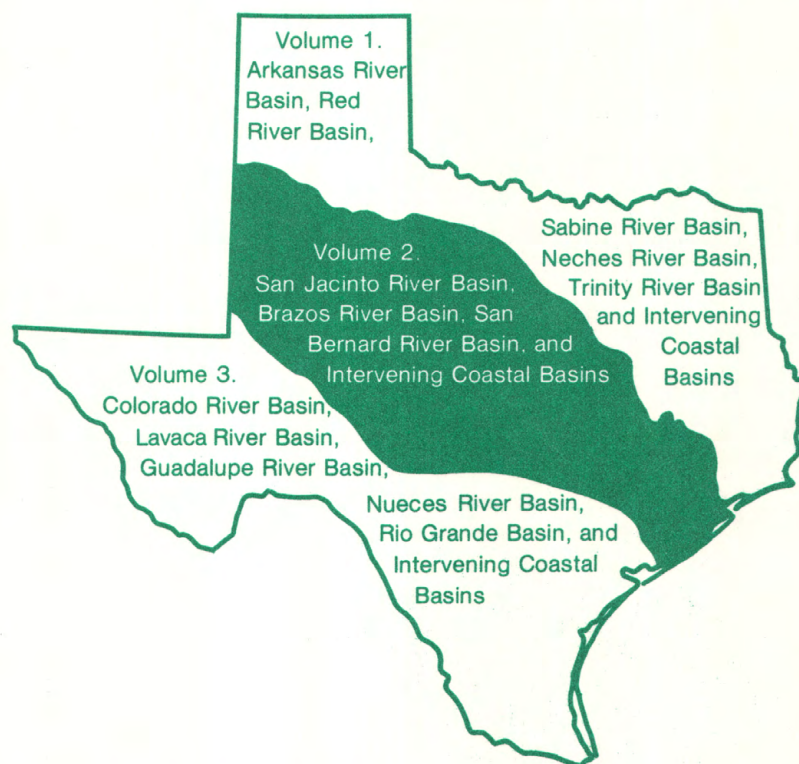 Volume 1.
Arkansas River
Basin, Red
River Basin,
Sabine River Basin,
Neches River Basin,
Trinity River Basin
and Intervening
Coastal
Basins
Volume 2.
San Jacinto River Basin,
Brazos River Basin, San
Bernard River Basin, and
Intervening Coastal Basins
Volume 3.
Colorado River Basin,
Lavaca River Basin,
Guadalupe River Basin,
Nueces River Basin,
Rio Grande Basin, and
Intervening Coastal
Basins